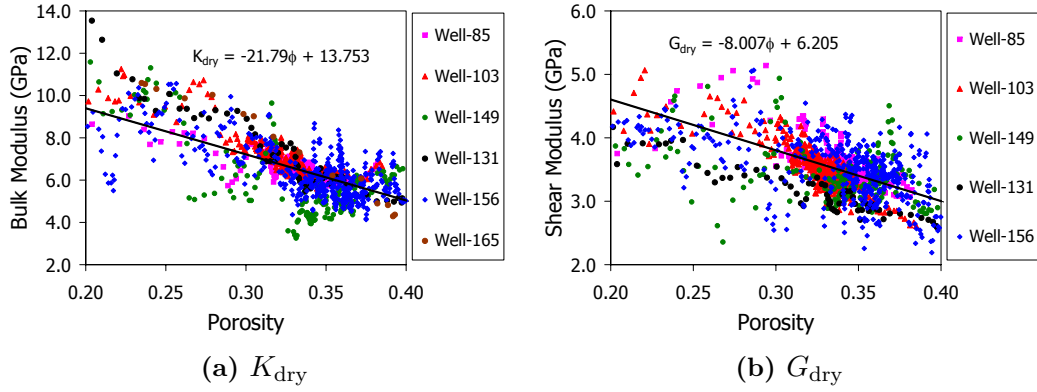 14.0
12.0
10.0
8.0
6.0
4.0
2.0
Bulk Modulus (GPa)
K_dry = -21.79ϕ + 13.753
0.20 0.25 0.30 0.35 0.40
Porosity
Well-85
Well-103
Well-149
Well-131
Well-156
Well-165
(a) K_dry
6.0
5.0
4.0
3.0
2.0
Shear Modulus (GPa)
G_dry = -8.007ϕ + 6.205
0.20 0.25 0.30 0.35 0.40
Porosity
Well-85
Well-103
Well-149
Well-131
Well-156
(b) G_dry